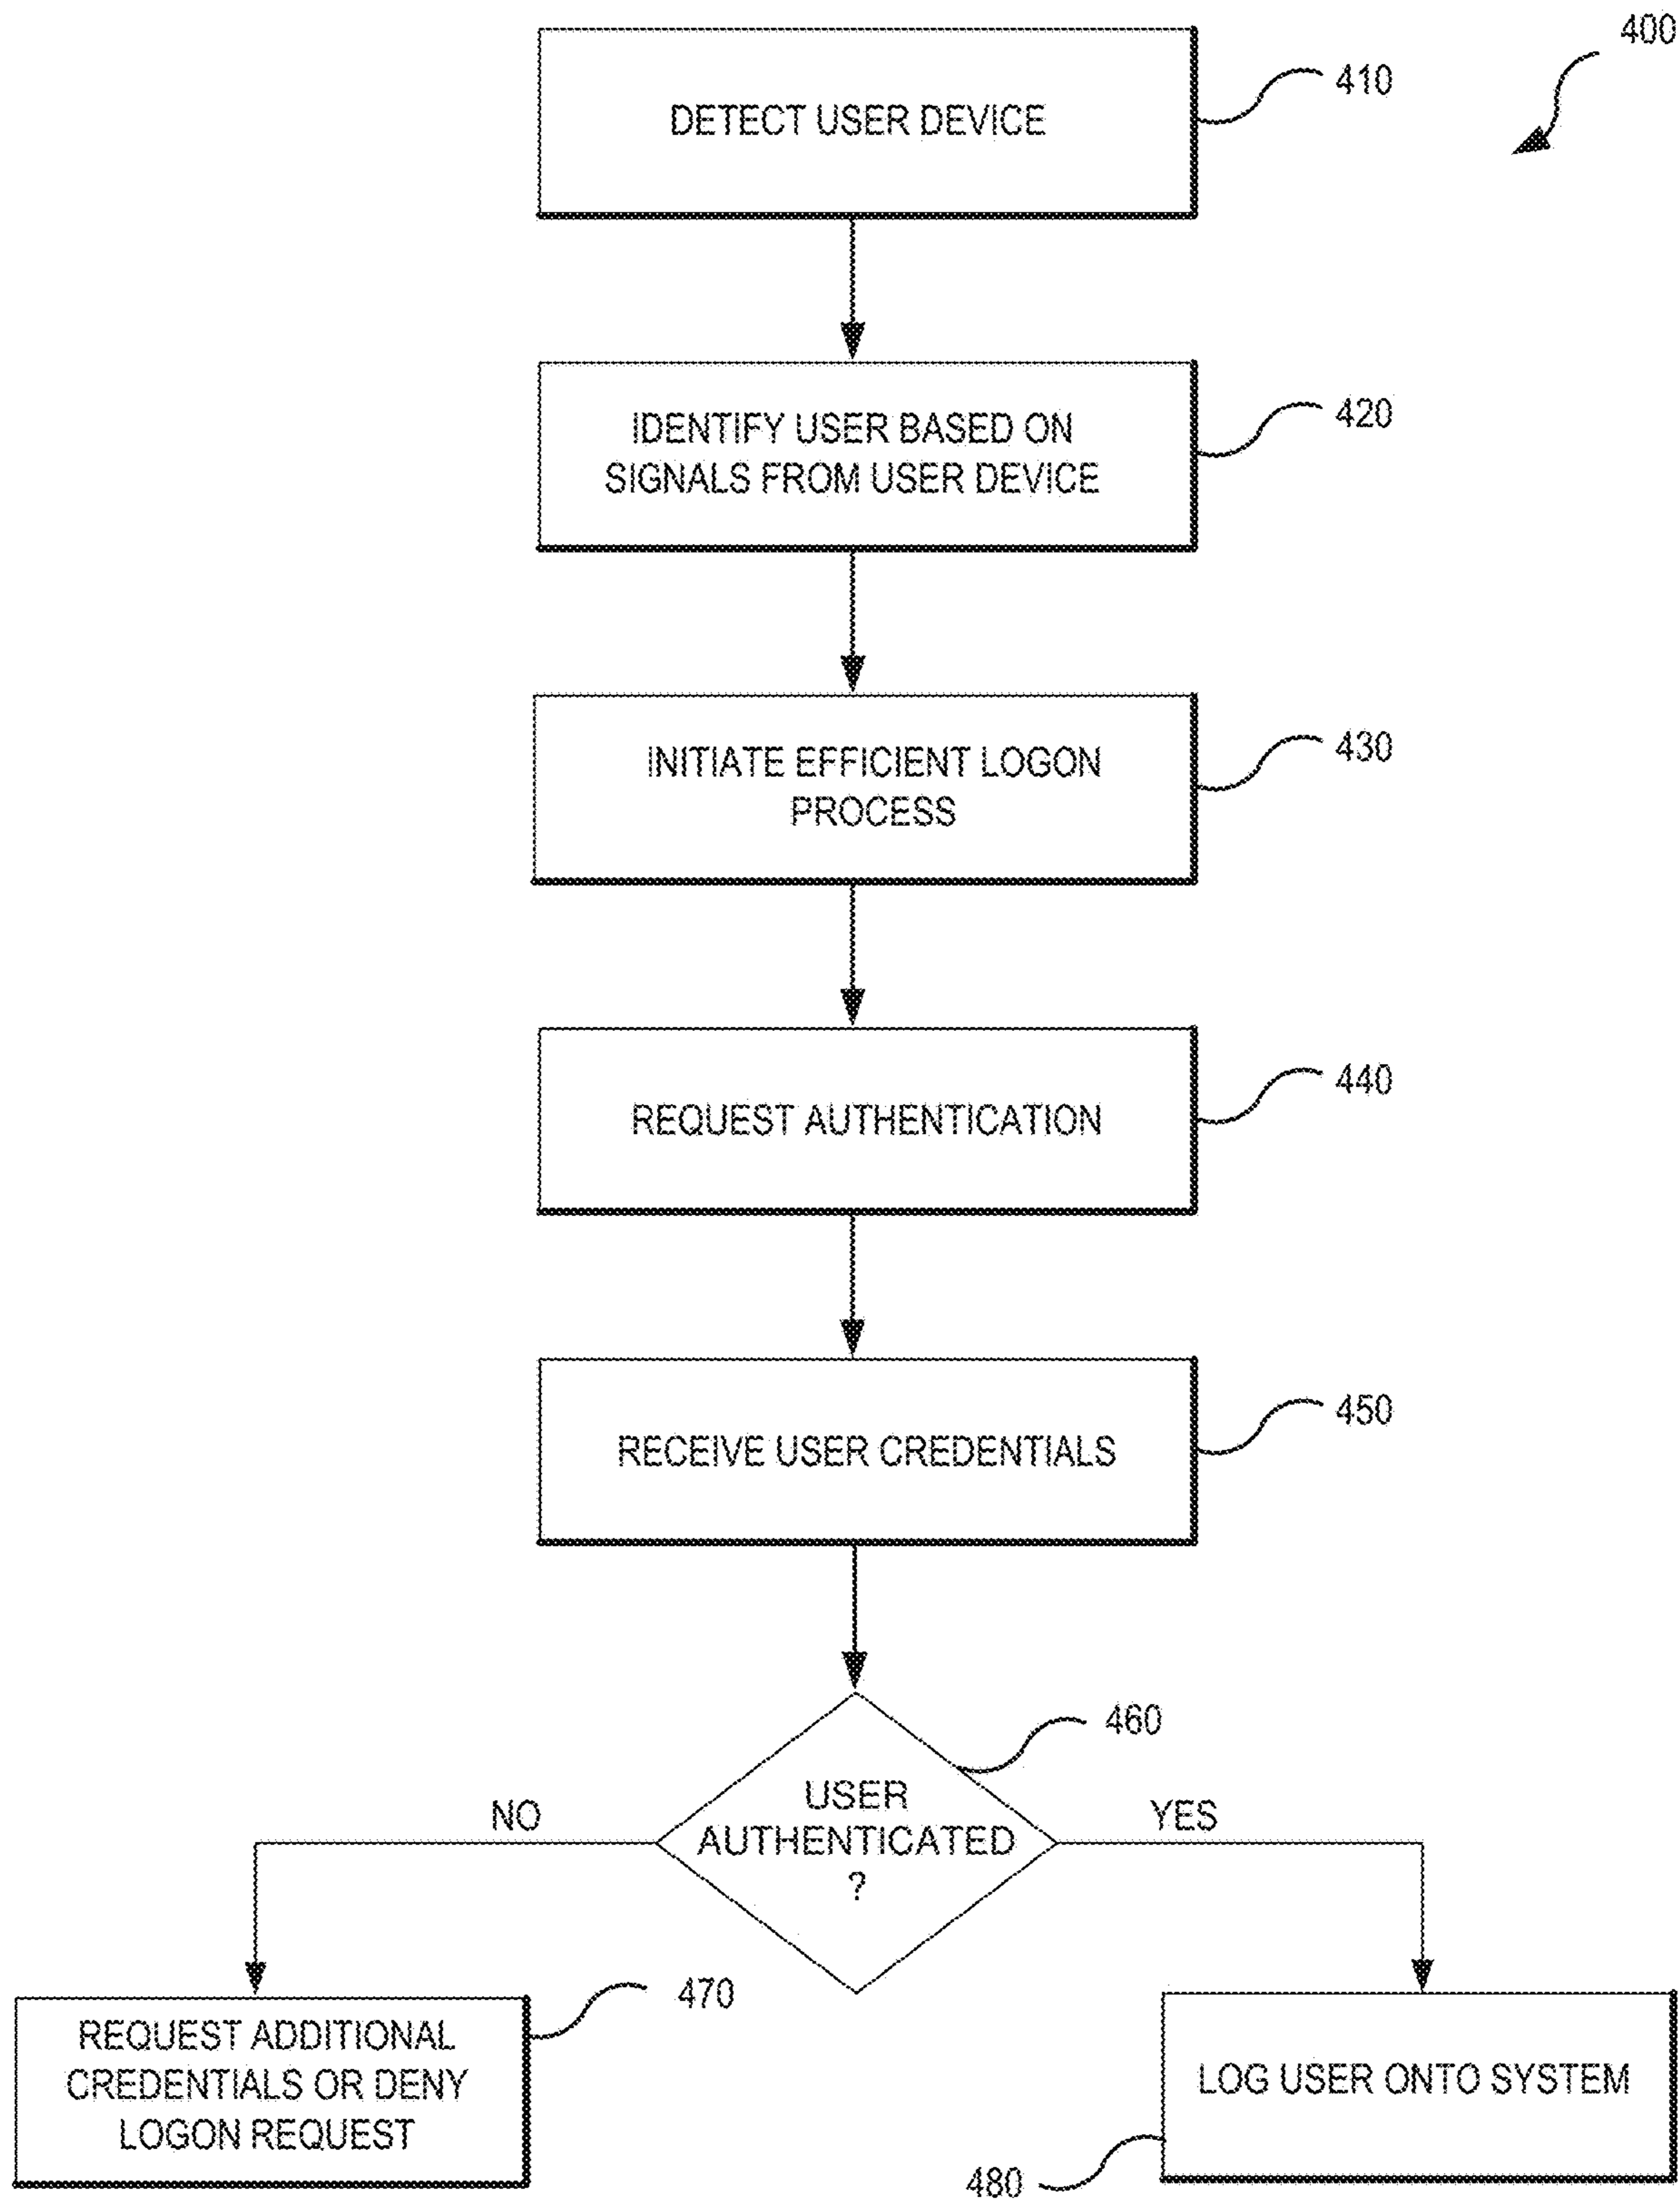 400
DETECT USER DEVICE
410
IDENTIFY USER BASED ON
SIGNALS FROM USER DEVICE
420
INITIATE EFFICIENT LOGON
PROCESS
430
REQUEST AUTHENTICATION
440
RECEIVE USER CREDENTIALS
450
460
USER
AUTHENTICATED
?
NO
YES
470
REQUEST ADDITIONAL
CREDENTIALS OR DENY
LOGON REQUEST
LOG USER ONTO SYSTEM
480